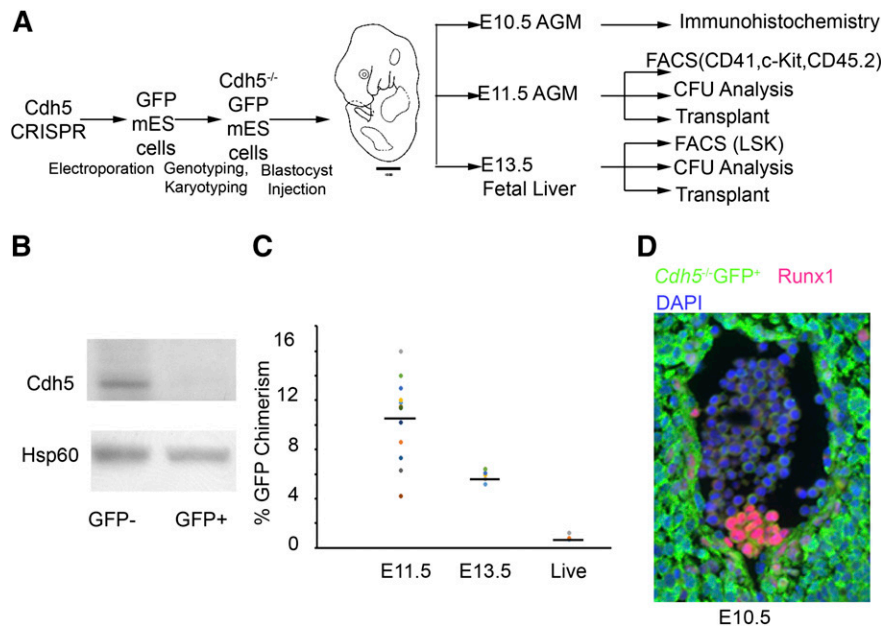 A
Cdh5
CRISPR
Electroporation
GFP
mES
cells
Genotyping,
Karyotyping
Cdh5-/-
GFP
mES
cells
Blastocyst
Injection
E10.5 AGM
Immunohistochemistry
E11.5 AGM
FACS(CD41,c-Kit,CD45.2)
CFU Analysis
Transplant
E13.5
Fetal Liver
FACS (LSK)
CFU Analysis
Transplant
B
Cdh5
Hsp60
GFP-
GFP+
C
% GFP Chimerism
16
12
8
4
0
E11.5
E13.5
Live
D
Cdh5-/-GFP+ Runx1
DAPI
E10.5